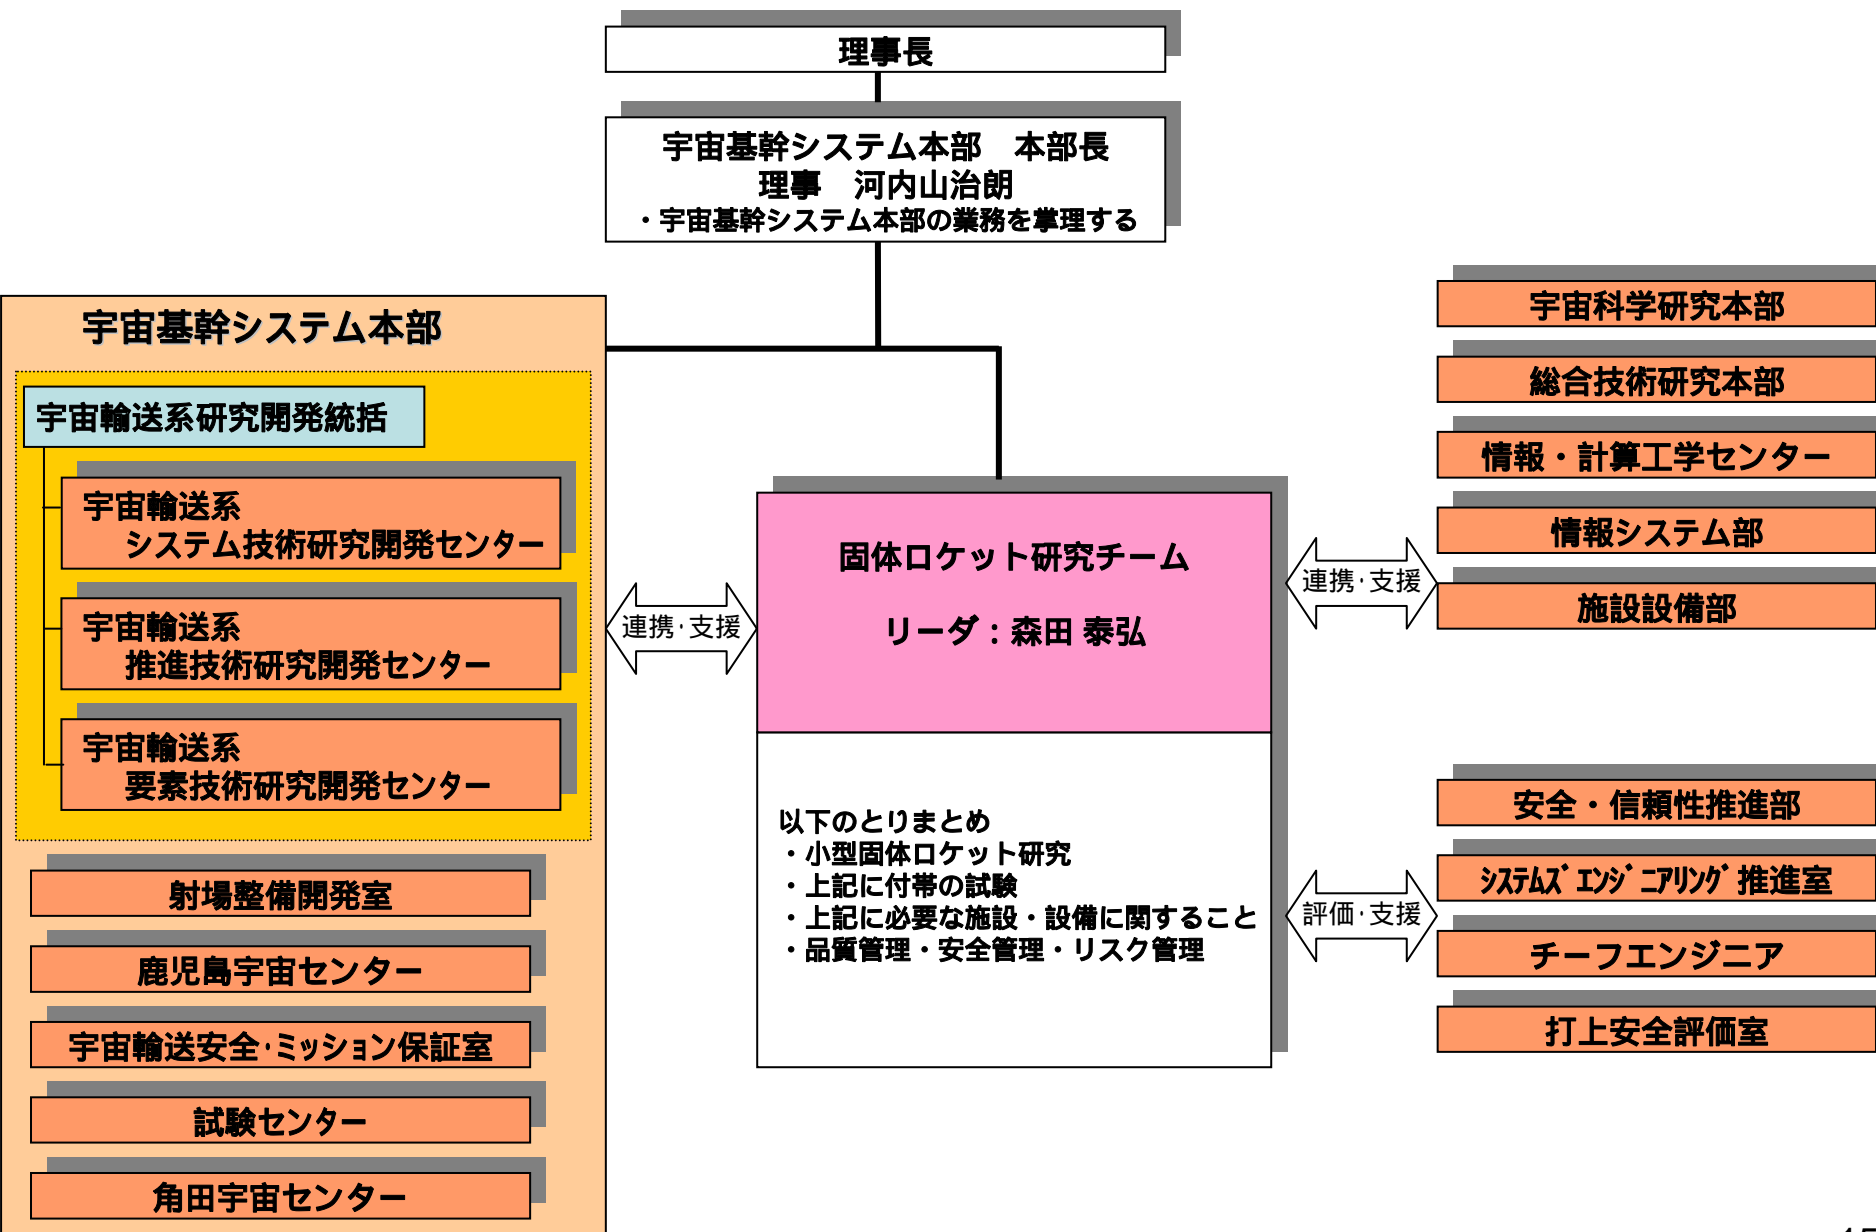 理事長
宇宙基幹システム本部　本部長
理事　河内山治朗
・宇宙基幹システム本部の業務を掌理する
宇宙基幹システム本部
宇宙輸送系研究開発統括
宇宙輸送系
システム技術研究開発センター
宇宙輸送系
推進技術研究開発センター
宇宙輸送系
要素技術研究開発センター
射場整備開発室
鹿児島宇宙センター
宇宙輸送安全･ミッション保証室
試験センター
角田宇宙センター
連携･支援
固体ロケット研究チーム
リーダ：森田 泰弘
以下のとりまとめ
・小型固体ロケット研究
・上記に付帯の試験
・上記に必要な施設・設備に関すること
・品質管理・安全管理・リスク管理
連携･支援
宇宙科学研究本部
総合技術研究本部
情報・計算工学センター
情報システム部
施設設備部
評価･支援
安全・信頼性推進部
ｼｽﾃﾑｽﾞｴﾝｼﾞﾆｱﾘﾝｸﾞ推進室
チーフエンジニア
打上安全評価室